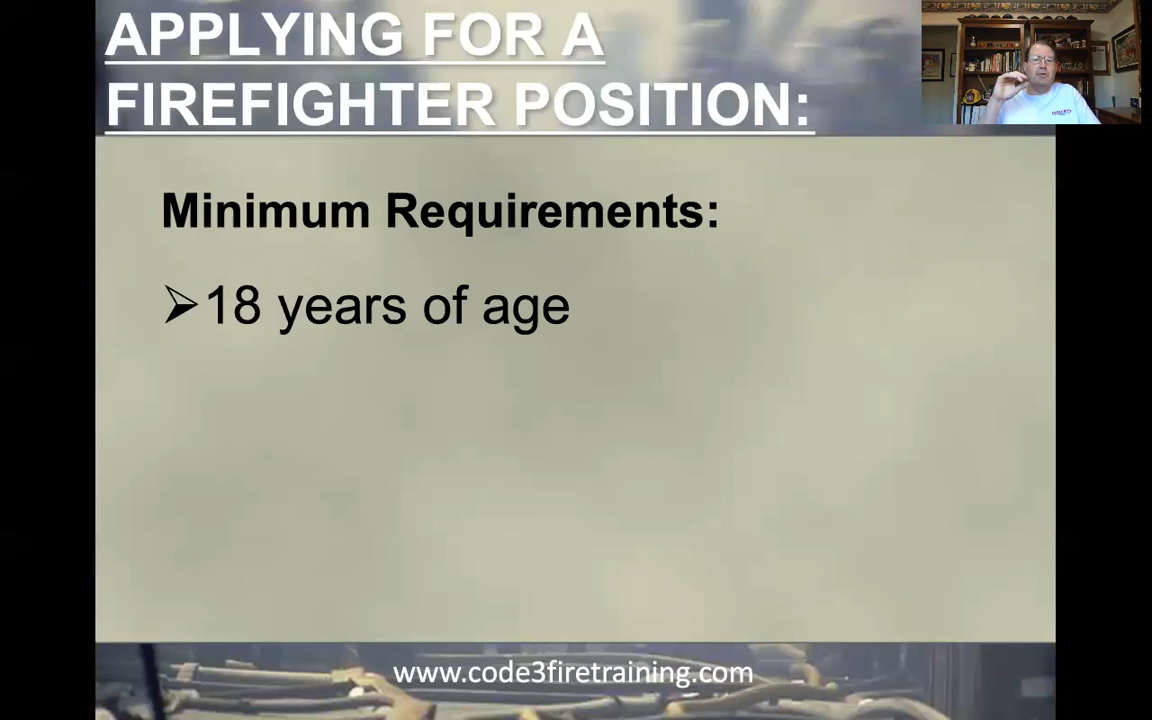 APPLYING FOR A
FIREFIGHTER POSITION:
Minimum Requirements:
➢18 years of age
www.code3firetraining.com